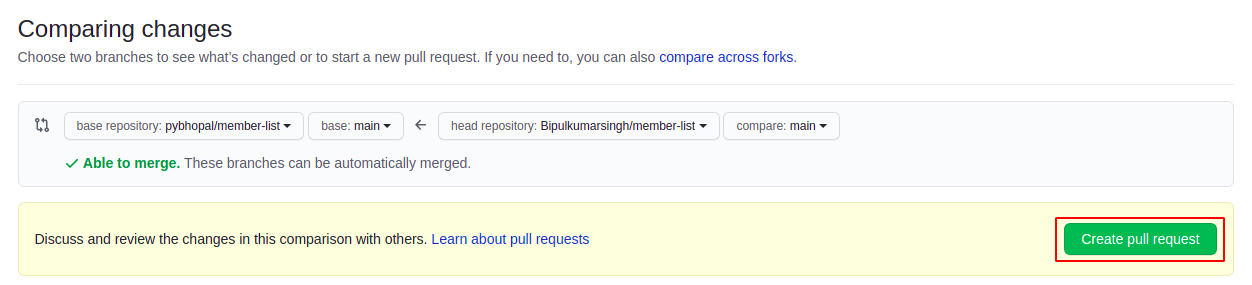 Comparing changes
Choose two branches to see what’s changed or to start a new pull request. If you need to, you can also compare across forks.
base repository: pybhopal/member-list base: main head repository: Bipulkumarsingh/member-list compare: main
Able to merge. These branches can be automatically merged.
Discuss and review the changes in this comparison with others. Learn about pull requests Create pull request